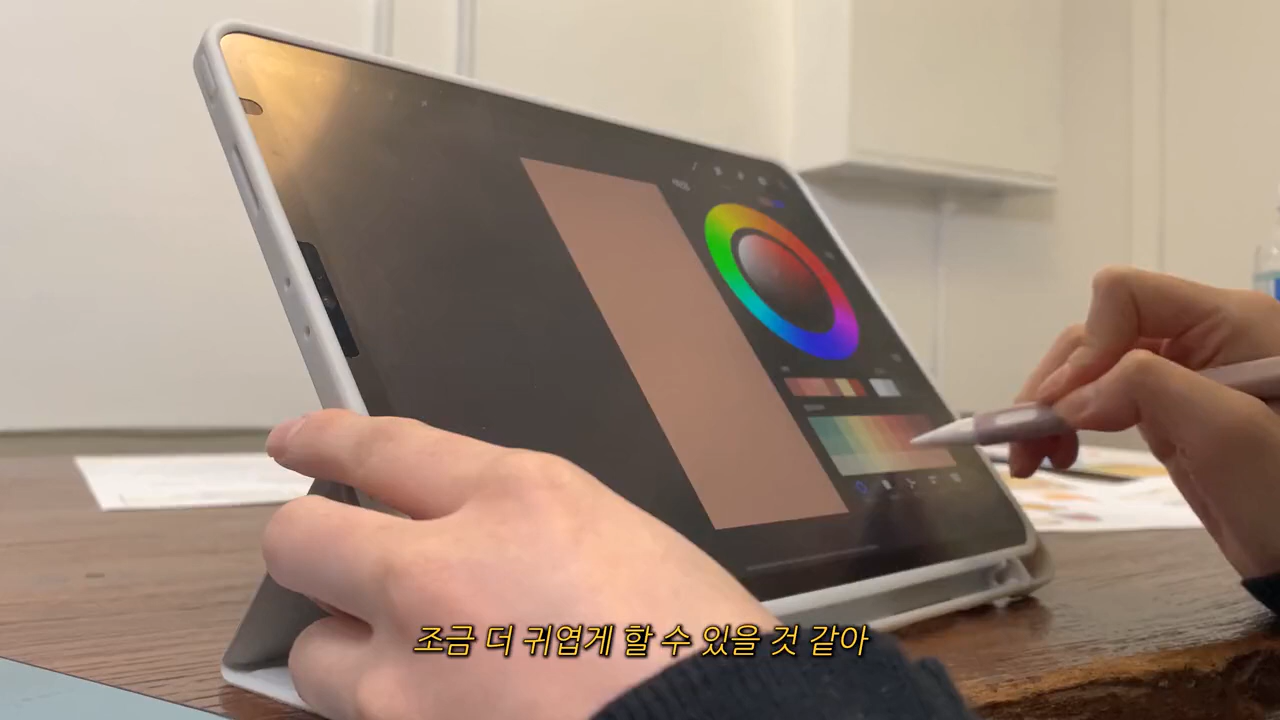 조금 더 귀엽게 할 수 있을 것 같아